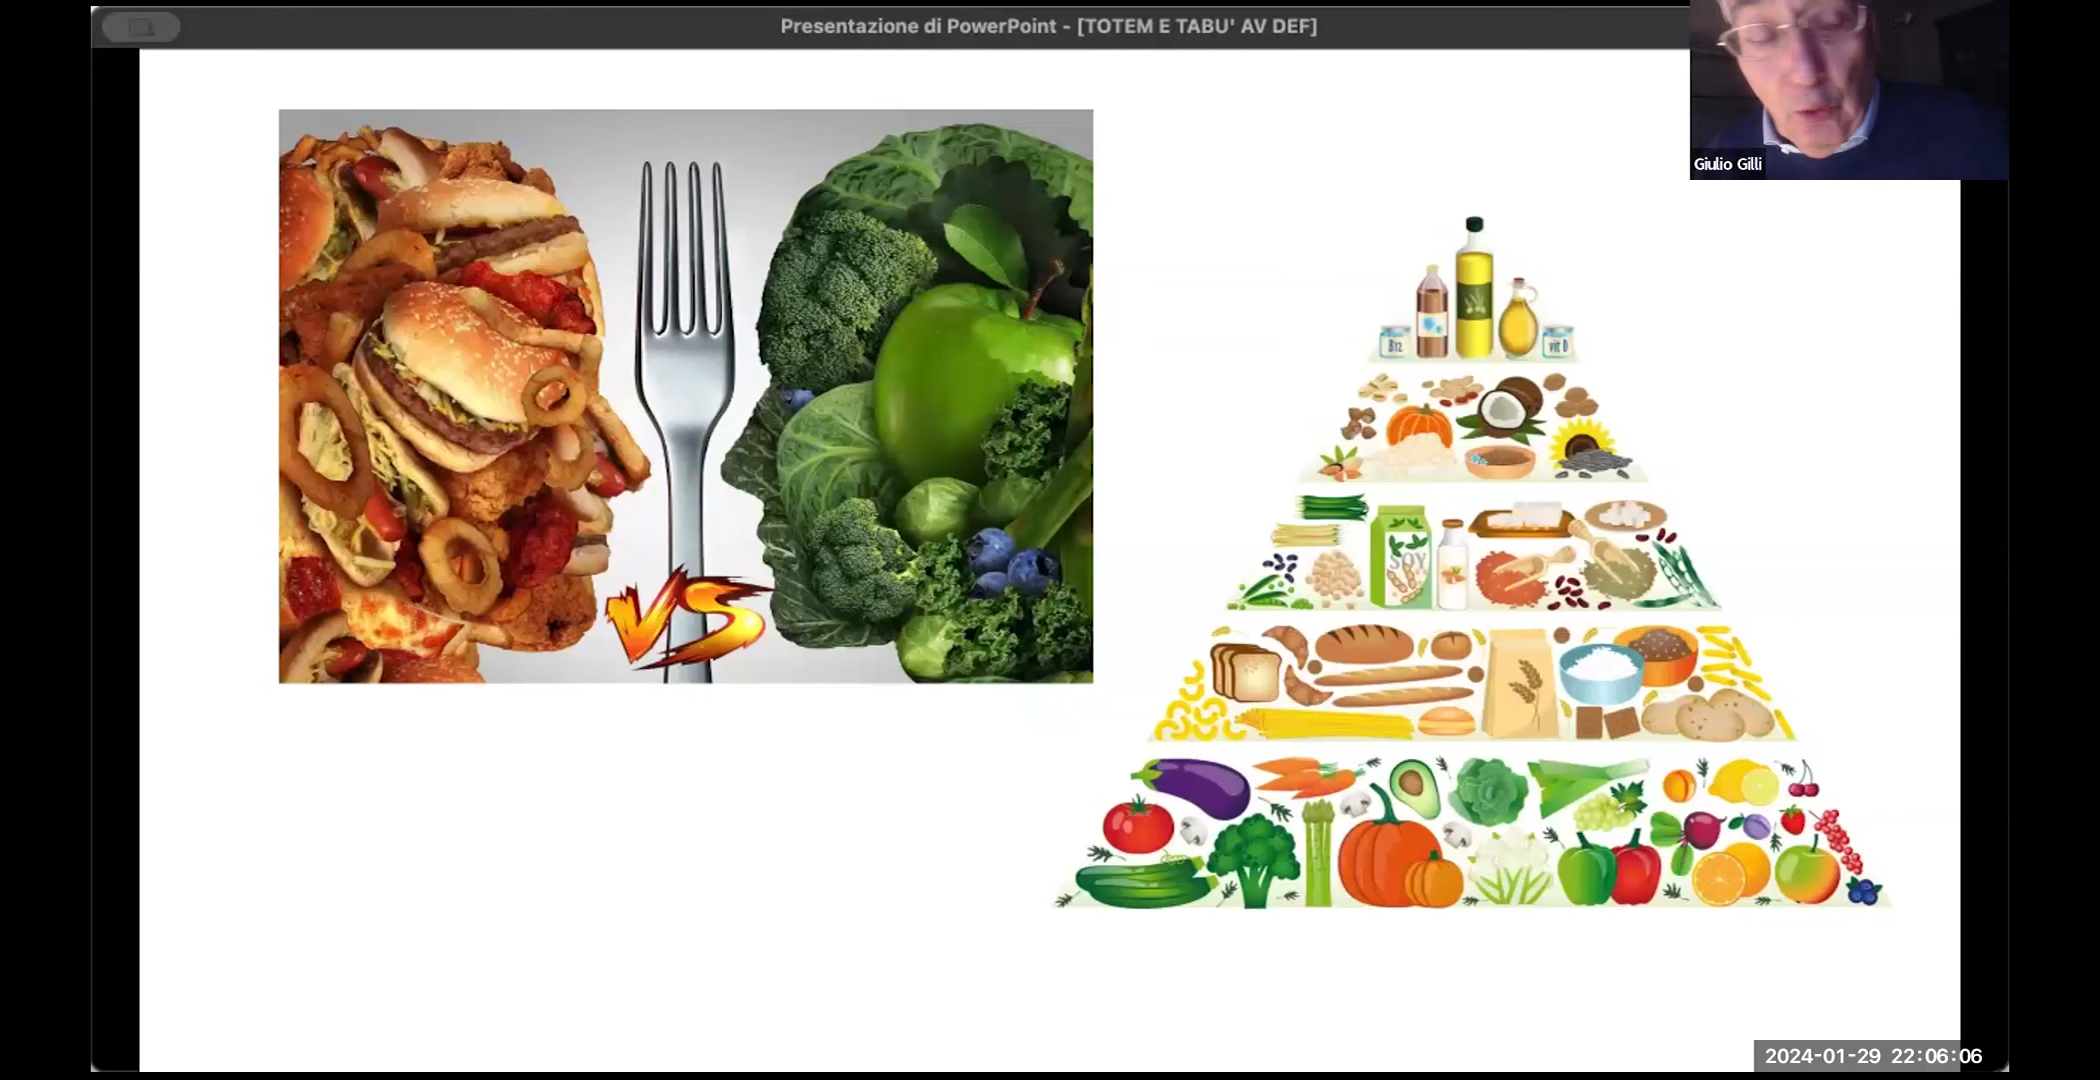 Presentazione di PowerPoint - [TOTEM E TABU' AV DEF]
Giulio Gilli
VS
B12
vit D
SOY
2024-01-29 22:06:06